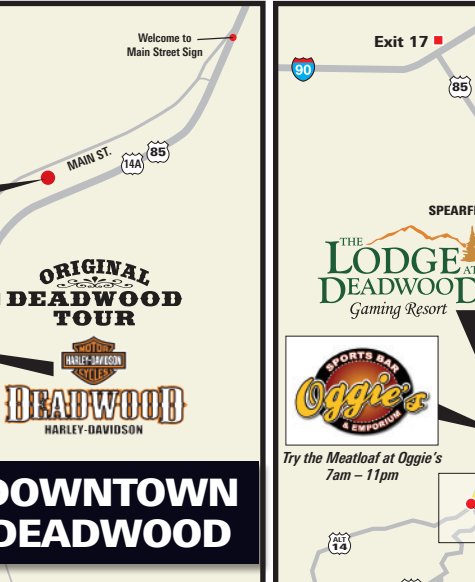 Welcome to
Main Street Sign
MAIN ST.
14A
85
ORIGINAL
DEADWOOD
TOUR
MOTOR
HARLEY-DAVIDSON
CYCLES
DEADWOOD
HARLEY-DAVIDSON
DOWNTOWN
DEADWOOD
Exit 17
90
85
THE
LODGE AT
DEADWOOD
Gaming Resort
SPORTS BAR
Oggie's
& EMPORIUM
Try the Meatloaf at Oggie's
7am – 11pm
ALT
14